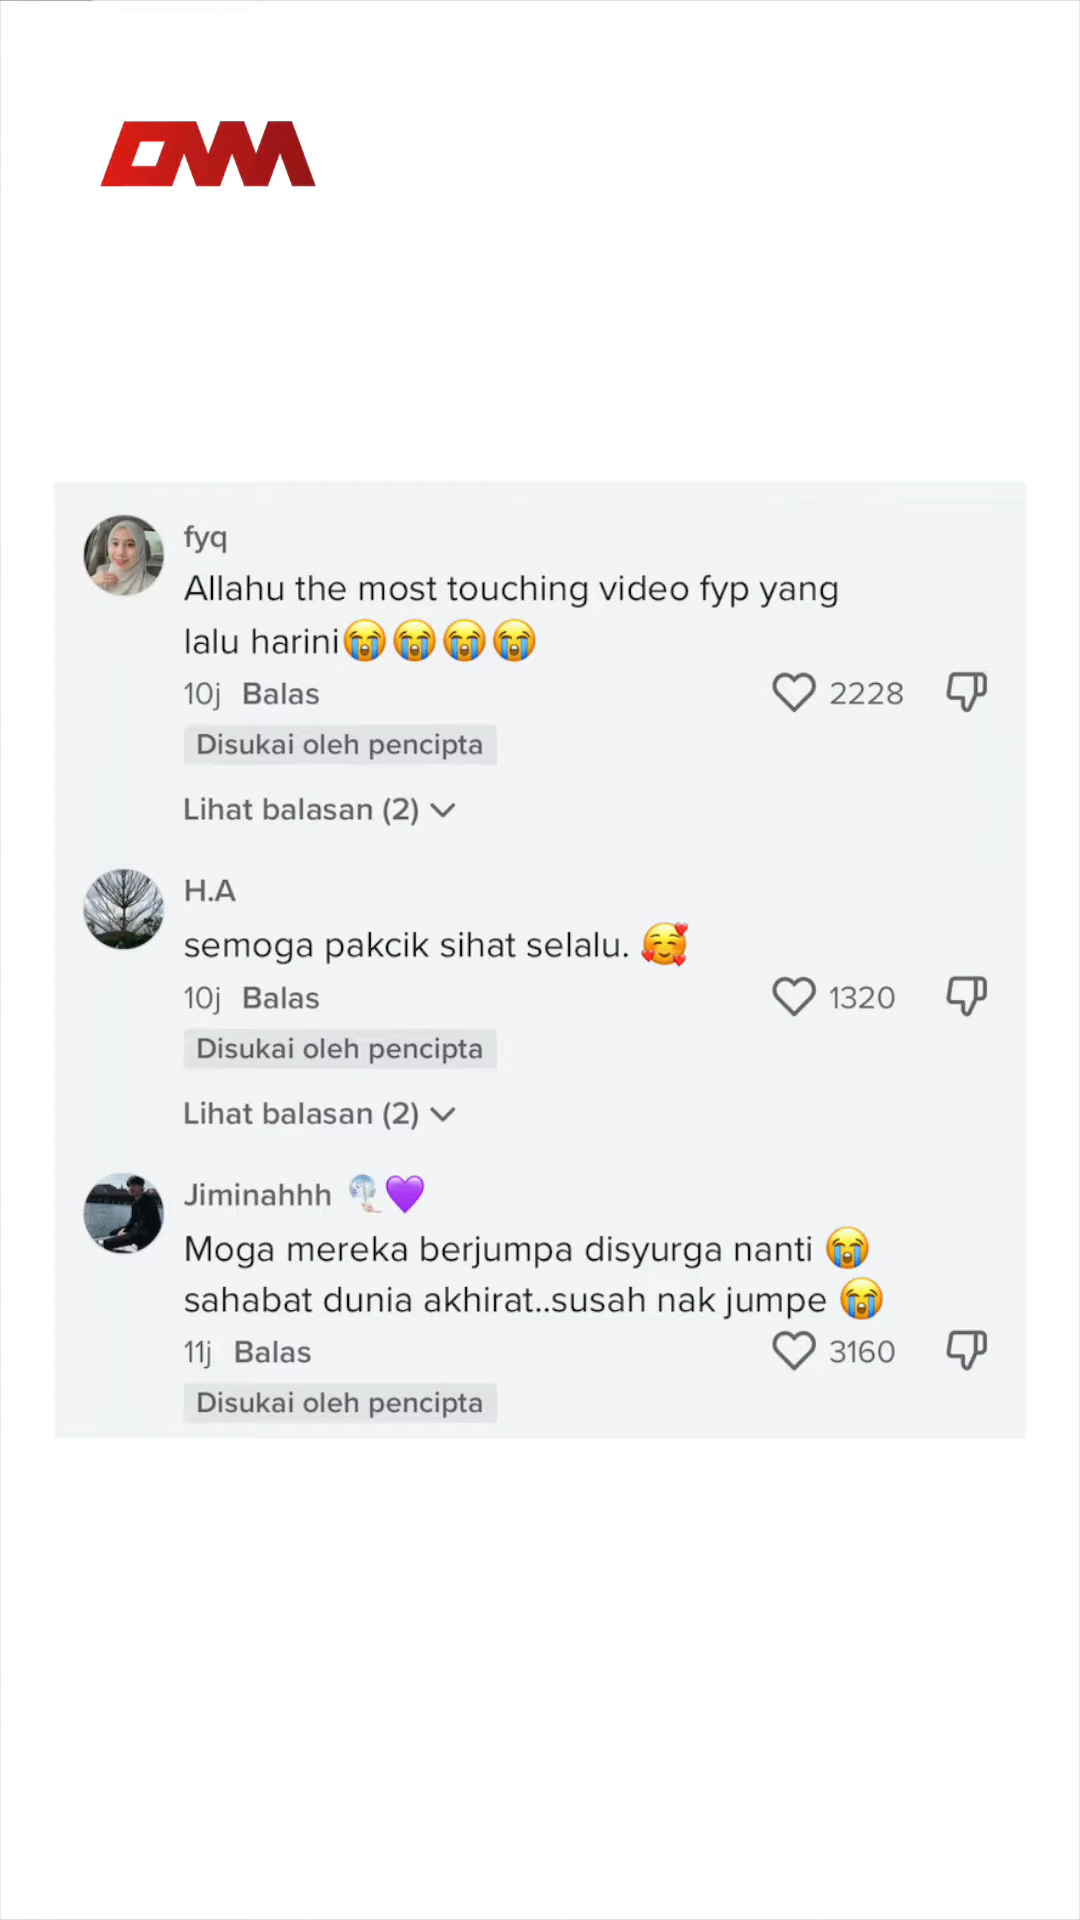 OMM
fyq
Allahu the most touching video fyp yang
lalu harini😭😭😭😭
10j Balas 2228
Disukai oleh pencipta
Lihat balasan (2)
H.A
semoga pakcik sihat selalu. 🥰
10j Balas 1320
Disukai oleh pencipta
Lihat balasan (2)
Jiminahhh 💜
Moga mereka berjumpa disyurga nanti 😭
sahabat dunia akhirat..susah nak jumpe 😭
11j Balas 3160
Disukai oleh pencipta